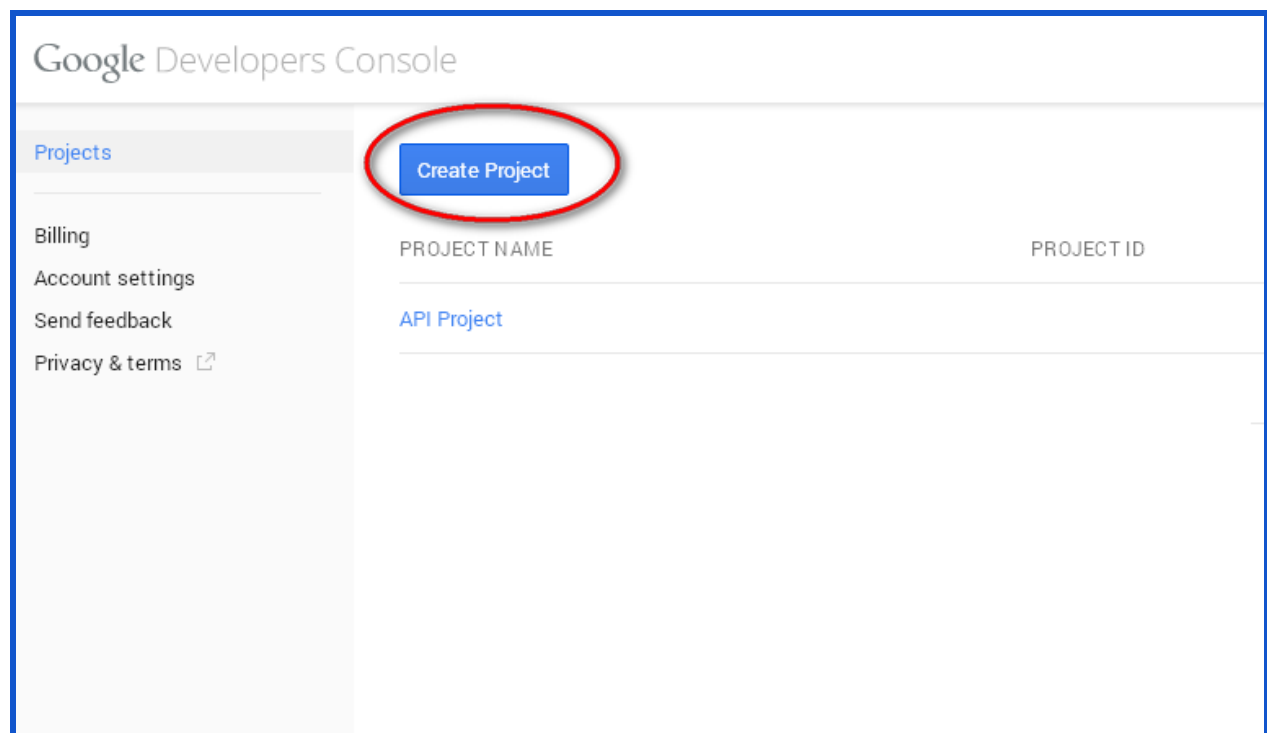 Google Developers Console
Projects
Billing
Account settings
Send feedback
Privacy & terms
Create Project
PROJECT NAME PROJECT ID
API Project